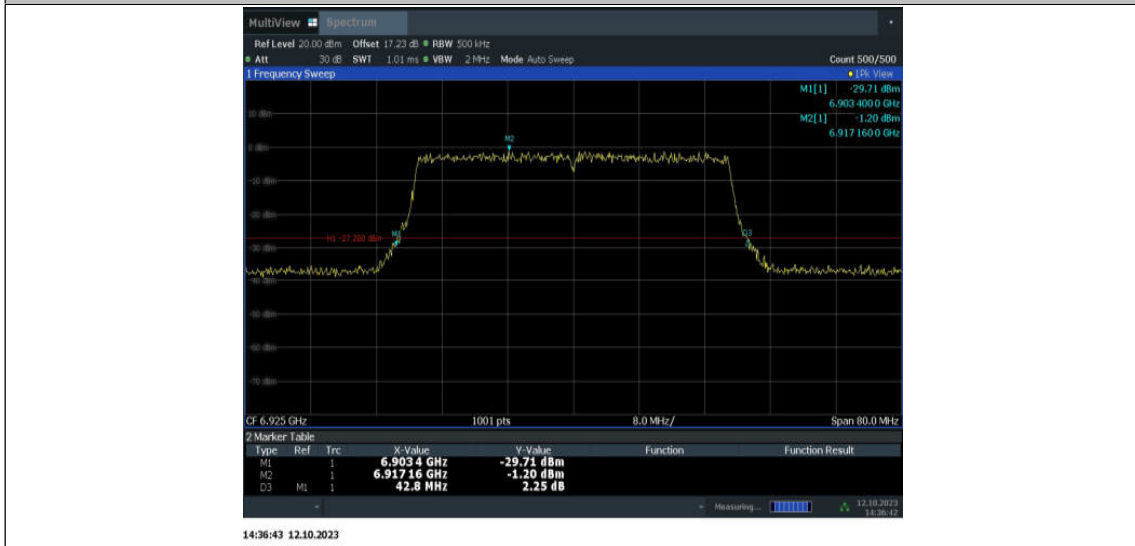 MultiView Spectrum
Ref Level 20.00 dBm Offset 17.23 dB RBW 500 kHz
Att 30 dB SWT 1.01 ms VBW 2 MHz Mode Auto Sweep Count 500/500
1 Frequency Sweep 1Pk View
M1[1] -29.71 dBm
6.903 400 0 GHz
M2[1] -1.20 dBm
6.917 160 0 GHz
10 dBm
M2
0 dBm
-10 dBm
-20 dBm
H1 -27.200 dBm M1 D3
-30 dBm
-40 dBm
-50 dBm
-60 dBm
-70 dBm
CF 6.925 GHz 1001 pts 8.0 MHz/ Span 80.0 MHz
2 Marker Table
Type Ref Trc X-Value Y-Value Function Function Result
M1 1 6.903 4 GHz -29.71 dBm
M2 1 6.917 16 GHz -1.20 dBm
D3 M1 1 42.8 MHz 2.25 dB
Measuring... 12.10.2023
14:36:42
14:36:43 12.10.2023